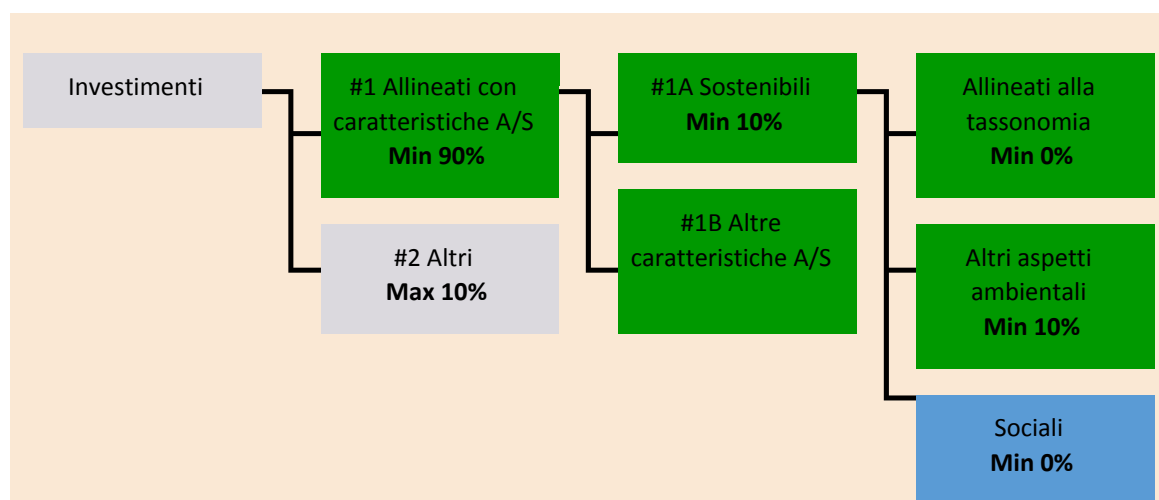 Investimenti
#1 Allineati con
caratteristiche A/S
Min 90%
#2 Altri
Max 10%
#1A Sostenibili
Min 10%
#1B Altre
caratteristiche A/S
Allineati alla
tassonomia
Min 0%
Altri aspetti
ambientali
Min 10%
Sociali
Min 0%